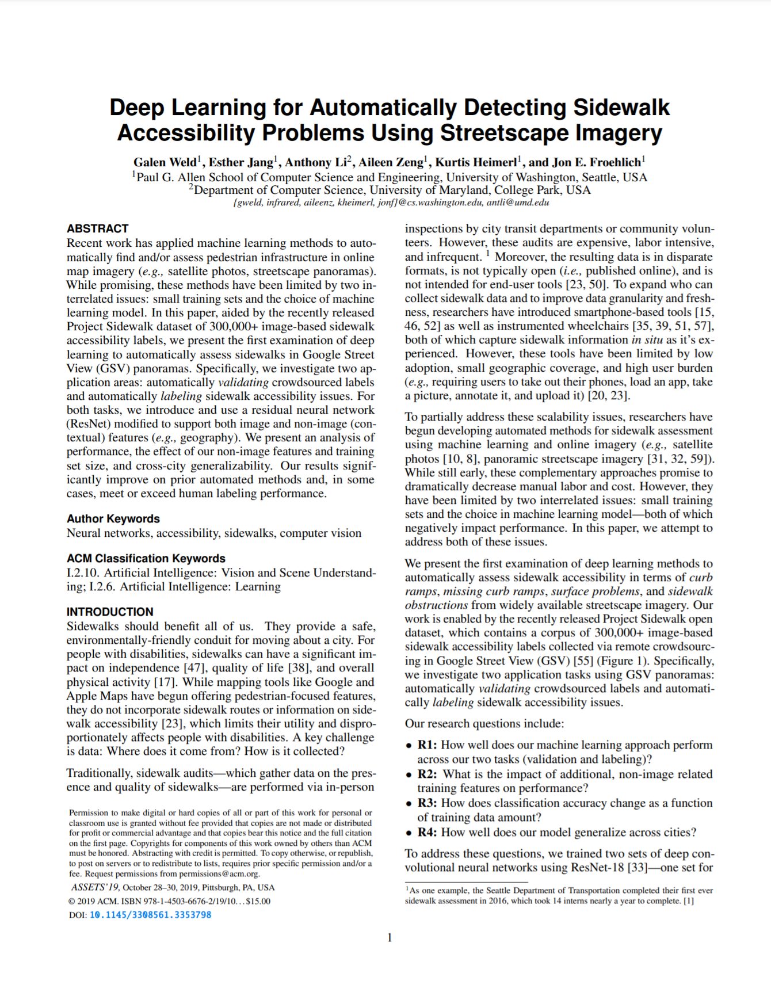 Deep Learning for Automatically Detecting Sidewalk
Accessibility Problems Using Streetscape Imagery
Galen Weld1, Esther Jang1, Anthony Li2, Aileen Zeng1, Kurtis Heimerl1, and Jon E. Froehlich1
1Paul G. Allen School of Computer Science and Engineering, University of Washington, Seattle, USA
2Department of Computer Science, University of Maryland, College Park, USA
{gweld, infrared, aileenz, kheimerl, jonf}@cs.washington.edu, antli@umd.edu
ABSTRACT
Recent work has applied machine learning methods to auto-
matically find and/or assess pedestrian infrastructure in online
map imagery (e.g., satellite photos, streetscape panoramas).
While promising, these methods have been limited by two in-
terrelated issues: small training sets and the choice of machine
learning model. In this paper, aided by the recently released
Project Sidewalk dataset of 300,000+ image-based sidewalk
accessibility labels, we present the first examination of deep
learning to automatically assess sidewalks in Google Street
View (GSV) panoramas. Specifically, we investigate two ap-
plication areas: automatically validating crowdsourced labels
and automatically labeling sidewalk accessibility issues. For
both tasks, we introduce and use a residual neural network
(ResNet) modified to support both image and non-image (con-
textual) features (e.g., geography). We present an analysis of
performance, the effect of our non-image features and training
set size, and cross-city generalizability. Our results signif-
icantly improve on prior automated methods and, in some
cases, meet or exceed human labeling performance.
Author Keywords
Neural networks, accessibility, sidewalks, computer vision
ACM Classification Keywords
I.2.10. Artificial Intelligence: Vision and Scene Understand-
ing; I.2.6. Artificial Intelligence: Learning
INTRODUCTION
Sidewalks should benefit all of us. They provide a safe,
environmentally-friendly conduit for moving about a city. For
people with disabilities, sidewalks can have a significant im-
pact on independence [47], quality of life [38], and overall
physical activity [17]. While mapping tools like Google and
Apple Maps have begun offering pedestrian-focused features,
they do not incorporate sidewalk routes or information on side-
walk accessibility [23], which limits their utility and dispro-
portionately affects people with disabilities. A key challenge
is data: Where does it come from? How is it collected?
Traditionally, sidewalk audits—which gather data on the pres-
ence and quality of sidewalks—are performed via in-person
Permission to make digital or hard copies of all or part of this work for personal or
classroom use is granted without fee provided that copies are not made or distributed
for profit or commercial advantage and that copies bear this notice and the full citation
on the first page. Copyrights for components of this work owned by others than ACM
must be honored. Abstracting with credit is permitted. To copy otherwise, or republish,
to post on servers or to redistribute to lists, requires prior specific permission and/or a
fee. Request permissions from permissions@acm.org.
ASSETS'19, October 28–30, 2019, Pittsburgh, PA, USA
© 2019 ACM. ISBN 978-1-4503-6676-2/19/10...$15.00
DOI: 10.1145/3308561.3353798
inspections by city transit departments or community volun-
teers. However, these audits are expensive, labor intensive,
and infrequent. 1 Moreover, the resulting data is in disparate
formats, is not typically open (i.e., published online), and is
not intended for end-user tools [23, 50]. To expand who can
collect sidewalk data and to improve data granularity and fresh-
ness, researchers have introduced smartphone-based tools [15,
46, 52] as well as instrumented wheelchairs [35, 39, 51, 57],
both of which capture sidewalk information in situ as it's ex-
perienced. However, these tools have been limited by low
adoption, small geographic coverage, and high user burden
(e.g., requiring users to take out their phones, load an app, take
a picture, annotate it, and upload it) [20, 23].
To partially address these scalability issues, researchers have
begun developing automated methods for sidewalk assessment
using machine learning and online imagery (e.g., satellite
photos [10, 8], panoramic streetscape imagery [31, 32, 59]).
While still early, these complementary approaches promise to
dramatically decrease manual labor and cost. However, they
have been limited by two interrelated issues: small training
sets and the choice in machine learning model—both of which
negatively impact performance. In this paper, we attempt to
address both of these issues.
We present the first examination of deep learning methods to
automatically assess sidewalk accessibility in terms of curb
ramps, missing curb ramps, surface problems, and sidewalk
obstructions from widely available streetscape imagery. Our
work is enabled by the recently released Project Sidewalk open
dataset, which contains a corpus of 300,000+ image-based
sidewalk accessibility labels collected via remote crowdsourc-
ing in Google Street View (GSV) [55] (Figure 1). Specifically,
we investigate two application tasks using GSV panoramas:
automatically validating crowdsourced labels and automati-
cally labeling sidewalk accessibility issues.
Our research questions include:
• R1: How well does our machine learning approach perform
across our two tasks (validation and labeling)?
• R2: What is the impact of additional, non-image related
training features on performance?
• R3: How does classification accuracy change as a function
of training data amount?
• R4: How well does our model generalize across cities?
To address these questions, we trained two sets of deep con-
volutional neural networks using ResNet-18 [33]—one set for
1As one example, the Seattle Department of Transportation completed their first ever
sidewalk assessment in 2016, which took 14 interns nearly a year to complete. [1]
1